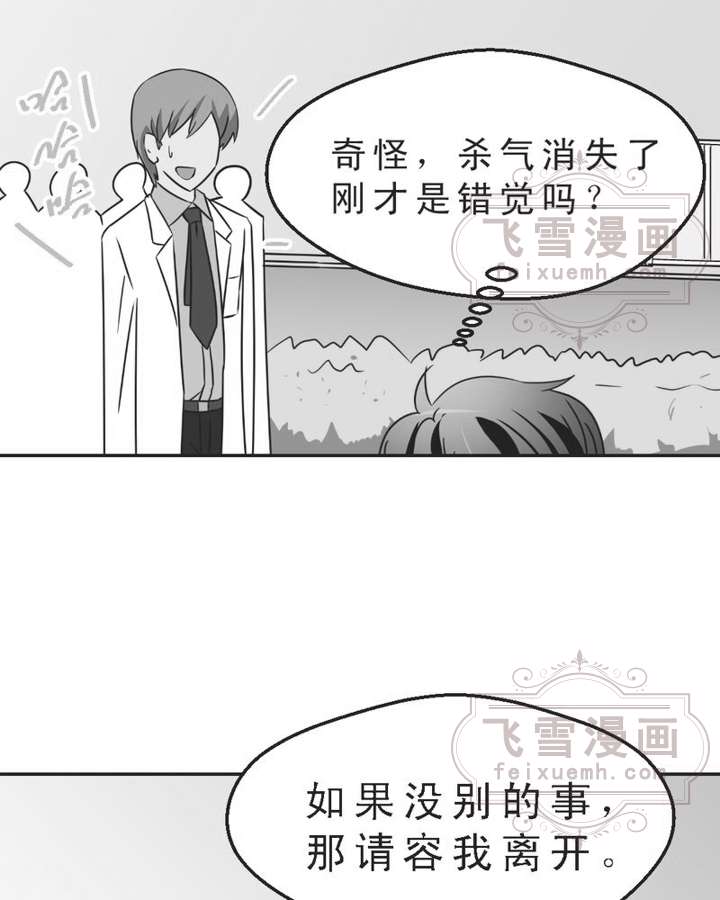 哈
哈
哈
奇怪，杀气消失了
刚才是错觉吗？
飞雪漫画
feixuemh.com
飞雪漫画
feixuemh.com
如果没别的事，
那请容我离开。